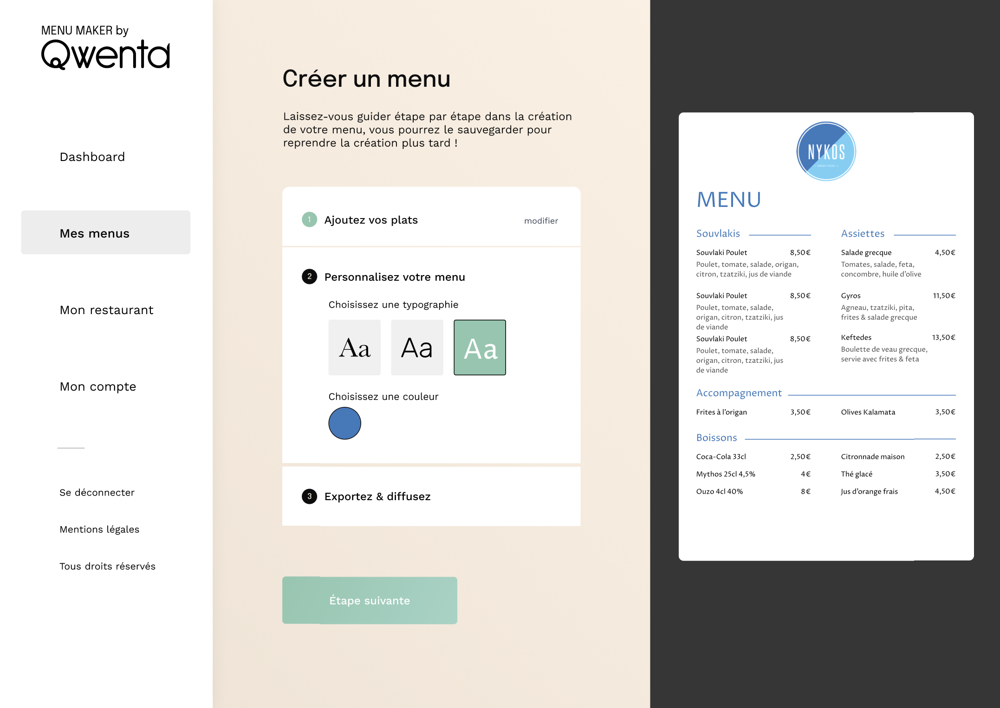 MENU MAKER by
Qwenta
Dashboard
Mes menus
Mon restaurant
Mon compte
Se déconnecter
Mentions légales
Tous droits réservés
Créer un menu
Laissez-vous guider étape par étape dans la création
de votre menu, vous pourrez le sauvegarder pour
reprendre la création plus tard !
1 Ajoutez vos plats modifier
2 Personnalisez votre menu
Choisissez une typographie
Aa Aa Aa
Choisissez une couleur
3 Exportez & diffusez
Étape suivante
NYKOS
— GREEK FOOD —
MENU
Souvlakis
Souvlaki Poulet 8,50€
Poulet, tomate, salade, origan,
citron, tzatziki, jus de viande
Souvlaki Poulet 8,50€
Poulet, tomate, salade,
origan, citron, tzatziki, jus
de viande
Souvlaki Poulet 8,50€
Poulet, tomate, salade,
origan, citron, tzatziki, jus
de viande
Assiettes
Salade grecque 4,50€
Tomates, salade, feta,
concombre, huile d'olive
Gyros 11,50€
Agneau, tzatziki, pita,
frites & salade grecque
Keftedes 13,50€
Boulette de veau grecque,
servie avec frites & feta
Accompagnement
Frites à l'origan 3,50€
Olives Kalamata 3,50€
Boissons
Coca-Cola 33cl 2,50€
Mythos 25cl 4,5% 4€
Ouzo 4cl 40% 8€
Citronnade maison 2,50€
Thé glacé 3,50€
Jus d'orange frais 4,50€